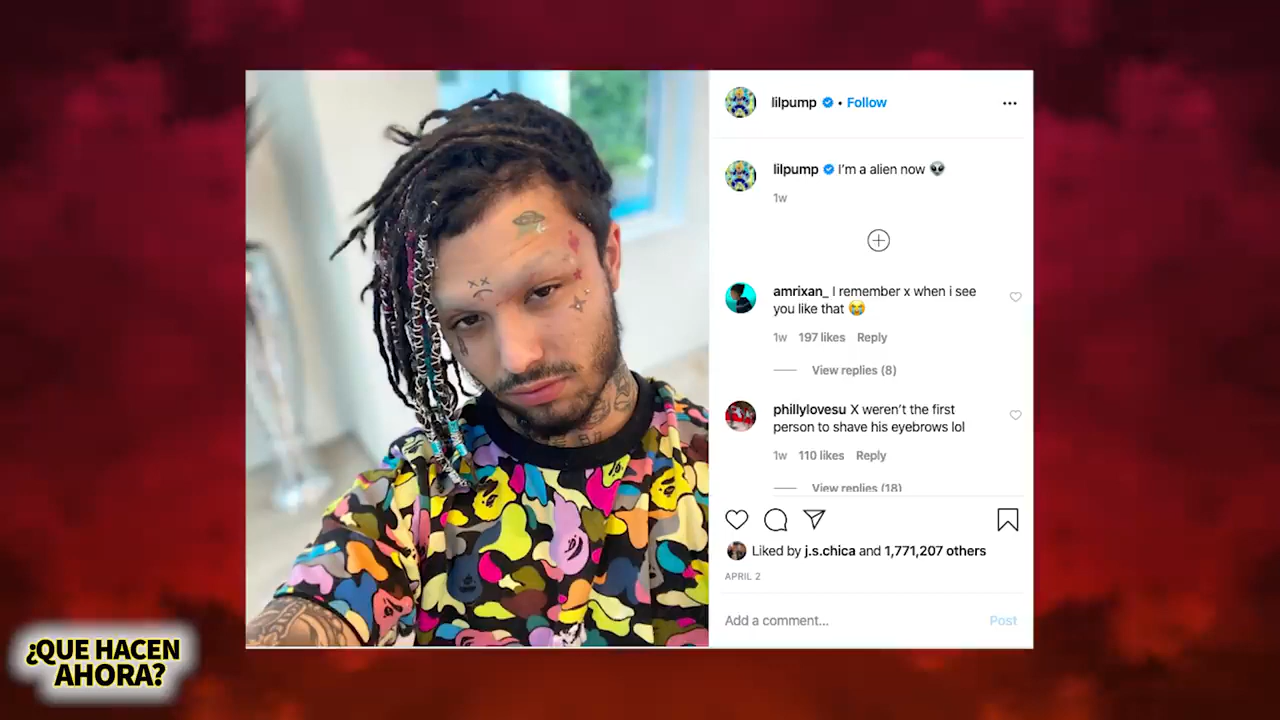 lilpump • Follow
lilpump I'm a alien now 👽
1w
amrixan_ I remember x when i see
you like that 😭
1w 197 likes Reply
View replies (8)
phillylovesu X weren't the first
person to shave his eyebrows lol
1w 110 likes Reply
View replies (18)
Liked by j.s.chica and 1,771,207 others
APRIL 2
Add a comment... Post
¿QUE HACEN
AHORA?